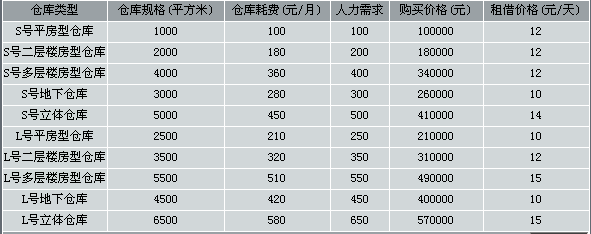 仓库类型 仓库规格(平方米) 仓库耗费(元/月) 人力需求 购买价格(元) 租借价格(元/天)
S号平房型仓库 1000 100 100 100000 12
S号二层楼房型仓库 2000 180 200 180000 12
S号多层楼房型仓库 4000 360 400 340000 12
S号地下仓库 3000 280 300 260000 10
S号立体仓库 5000 450 500 410000 14
L号平房型仓库 2500 210 250 210000 10
L号二层楼房型仓库 3500 320 350 310000 12
L号多层楼房型仓库 5500 510 550 490000 15
L号地下仓库 4500 420 450 400000 10
L号立体仓库 6500 580 650 570000 15